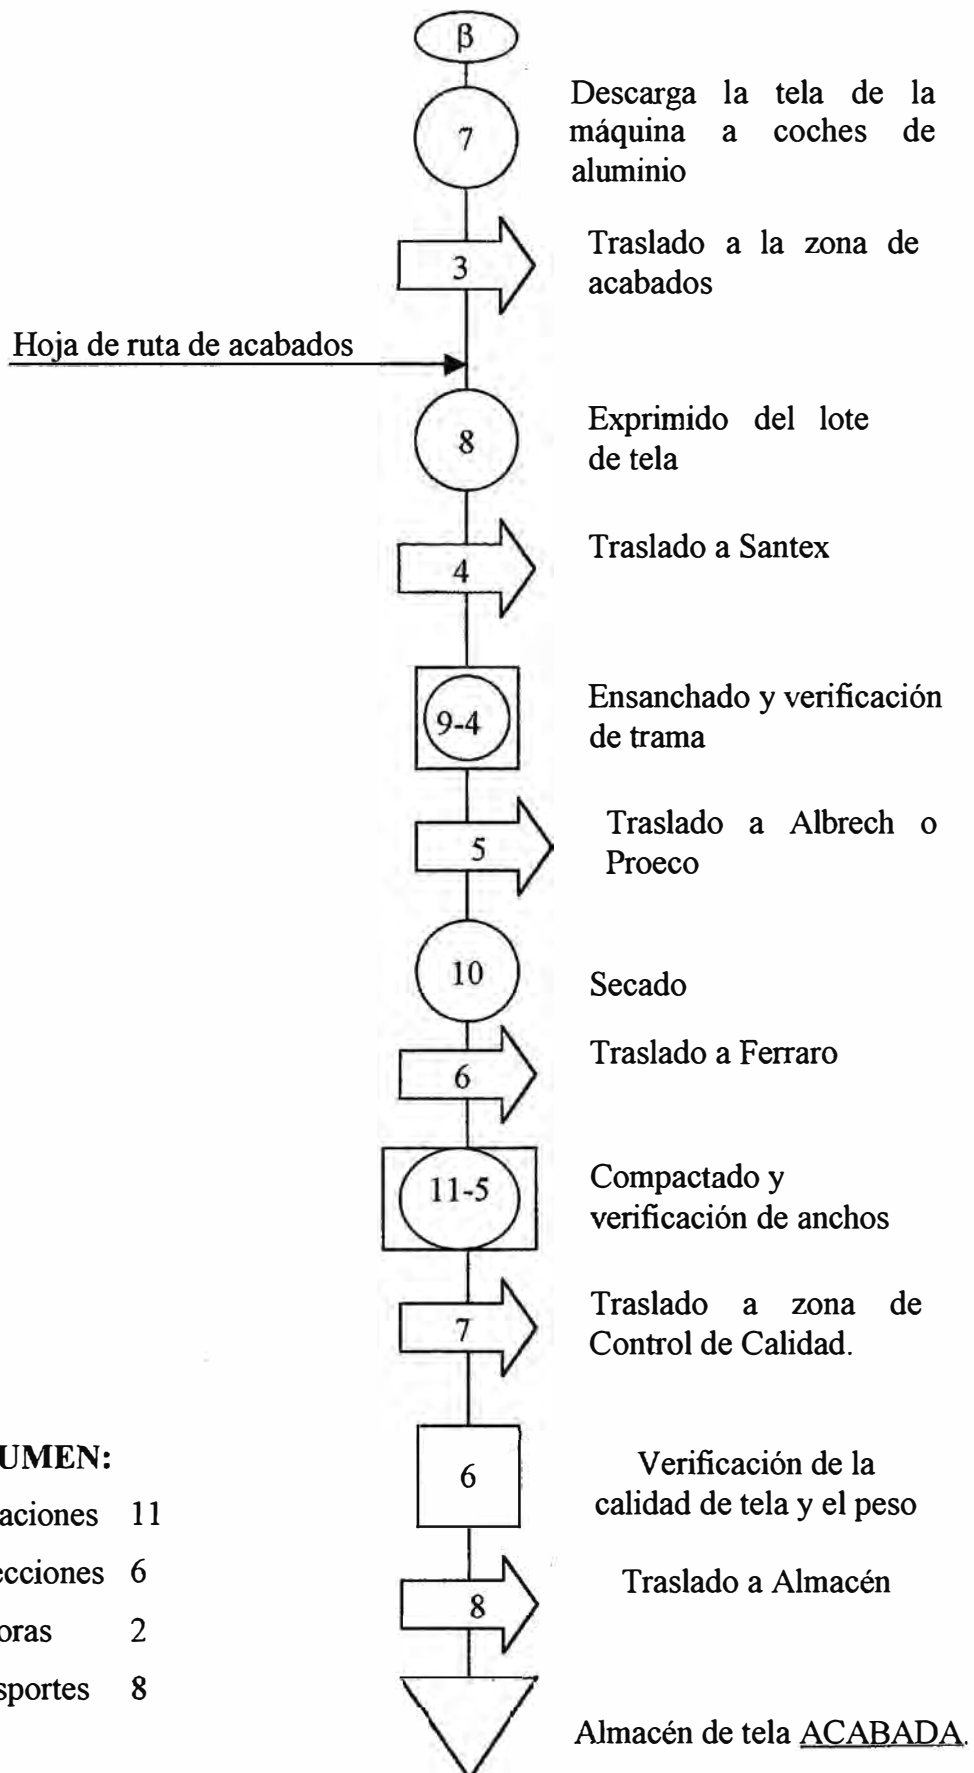 β
7
Descarga la tela de la
máquina a coches de
aluminio
3
Traslado a la zona de
acabados
Hoja de ruta de acabados
8
Exprimido del lote
de tela
4
Traslado a Santex
9-4
Ensanchado y verificación
de trama
5
Traslado a Albrech o
Proeco
10
Secado
6
Traslado a Ferraro
11-5
Compactado y
verificación de anchos
7
Traslado a zona de
Control de Calidad.
6
Verificación de la
calidad de tela y el peso
8
Traslado a Almacén
Almacén de tela ACABADA.
UMEN:
aciones 11
ecciones 6
oras 2
sportes 8